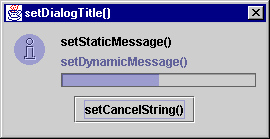 setDialogTitle()
setStaticMessage()
setDynamicMessage()
setCancelString()